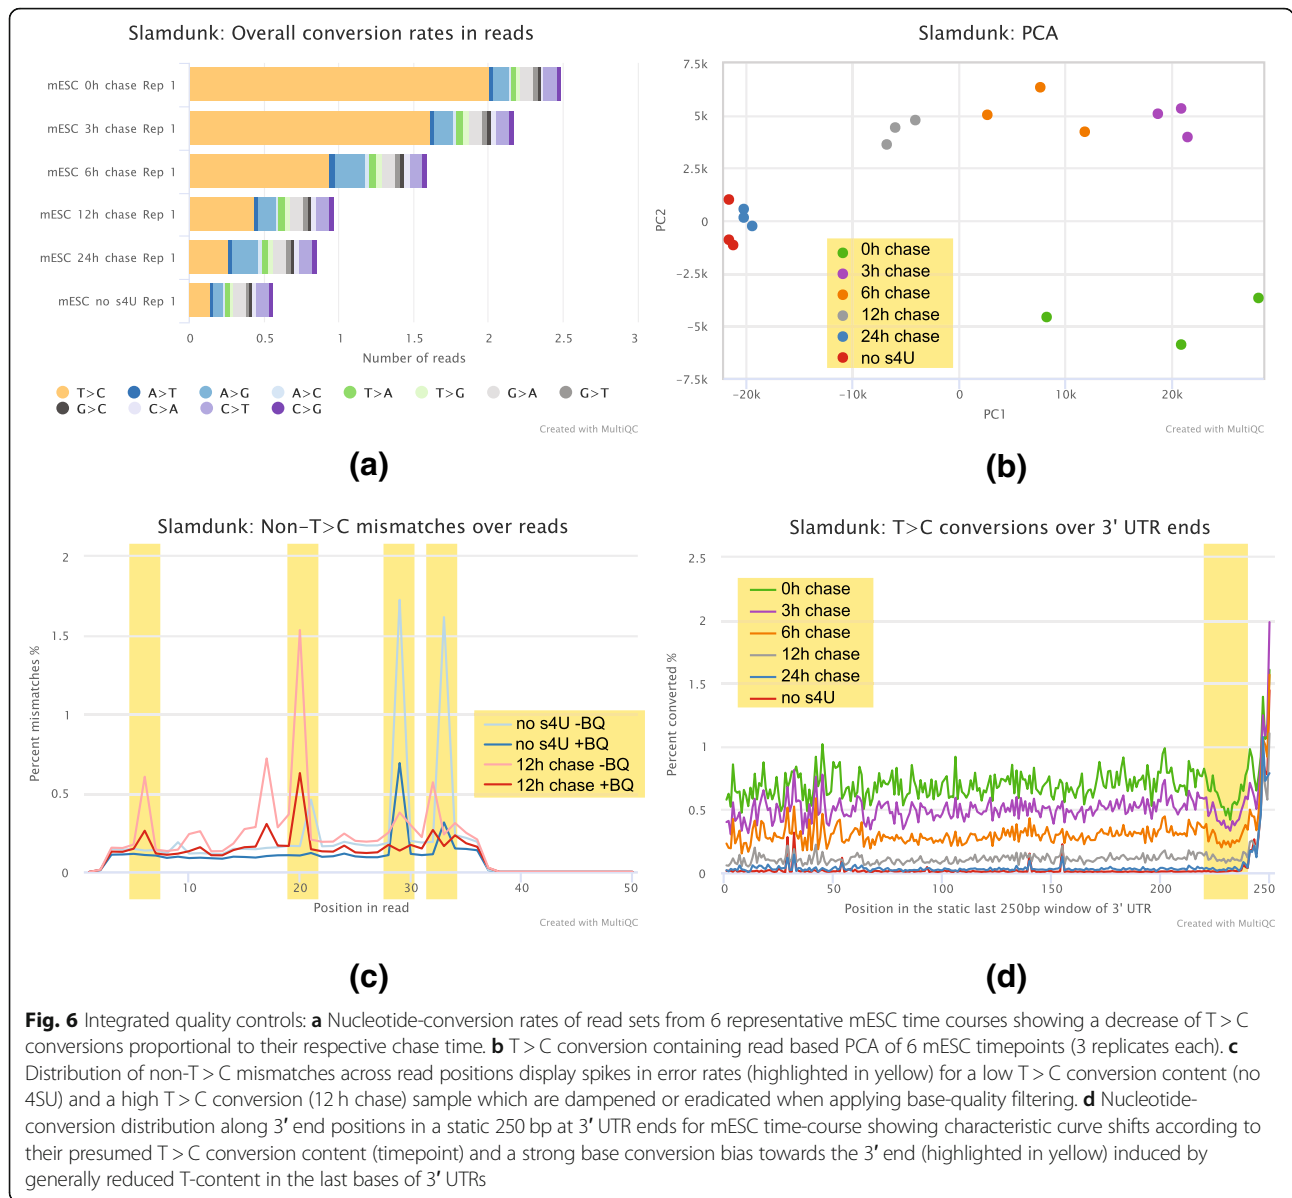 Slamdunk: Overall conversion rates in reads
mESC 0h chase Rep 1
mESC 3h chase Rep 1
mESC 6h chase Rep 1
mESC 12h chase Rep 1
mESC 24h chase Rep 1
mESC no s4U Rep 1
0 0.5 1 1.5 2 2.5 3
Number of reads
T>C A>T A>G A>C T>A T>G G>A G>T
G>C C>A C>T C>G
Created with MultiQC
(a)
Slamdunk: PCA
7.5k
5k
2.5k
0
−2.5k
−5k
−7.5k
PC2
0h chase
3h chase
6h chase
12h chase
24h chase
no s4U
−20k −10k 0 10k 20k
PC1
Created with MultiQC
(b)
Slamdunk: Non−T>C mismatches over reads
2
1.5
1
0.5
0
Percent mismatches %
no s4U -BQ
no s4U +BQ
12h chase -BQ
12h chase +BQ
10 20 30 40 50
Position in read
Created with MultiQC
(c)
Slamdunk: T>C conversions over 3' UTR ends
2.5
2
1.5
1
0.5
0
Percent converted %
0h chase
3h chase
6h chase
12h chase
24h chase
no s4U
0 50 100 150 200 250
Position in the static last 250bp window of 3' UTR
Created with MultiQC
(d)
Fig. 6 Integrated quality controls: a Nucleotide-conversion rates of read sets from 6 representative mESC time courses showing a decrease of T > C
conversions proportional to their respective chase time. b T > C conversion containing read based PCA of 6 mESC timepoints (3 replicates each). c
Distribution of non-T > C mismatches across read positions display spikes in error rates (highlighted in yellow) for a low T > C conversion content (no
4SU) and a high T > C conversion (12 h chase) sample which are dampened or eradicated when applying base-quality filtering. d Nucleotide-
conversion distribution along 3′ end positions in a static 250 bp at 3′ UTR ends for mESC time-course showing characteristic curve shifts according to
their presumed T > C conversion content (timepoint) and a strong base conversion bias towards the 3′ end (highlighted in yellow) induced by
generally reduced T-content in the last bases of 3′ UTRs